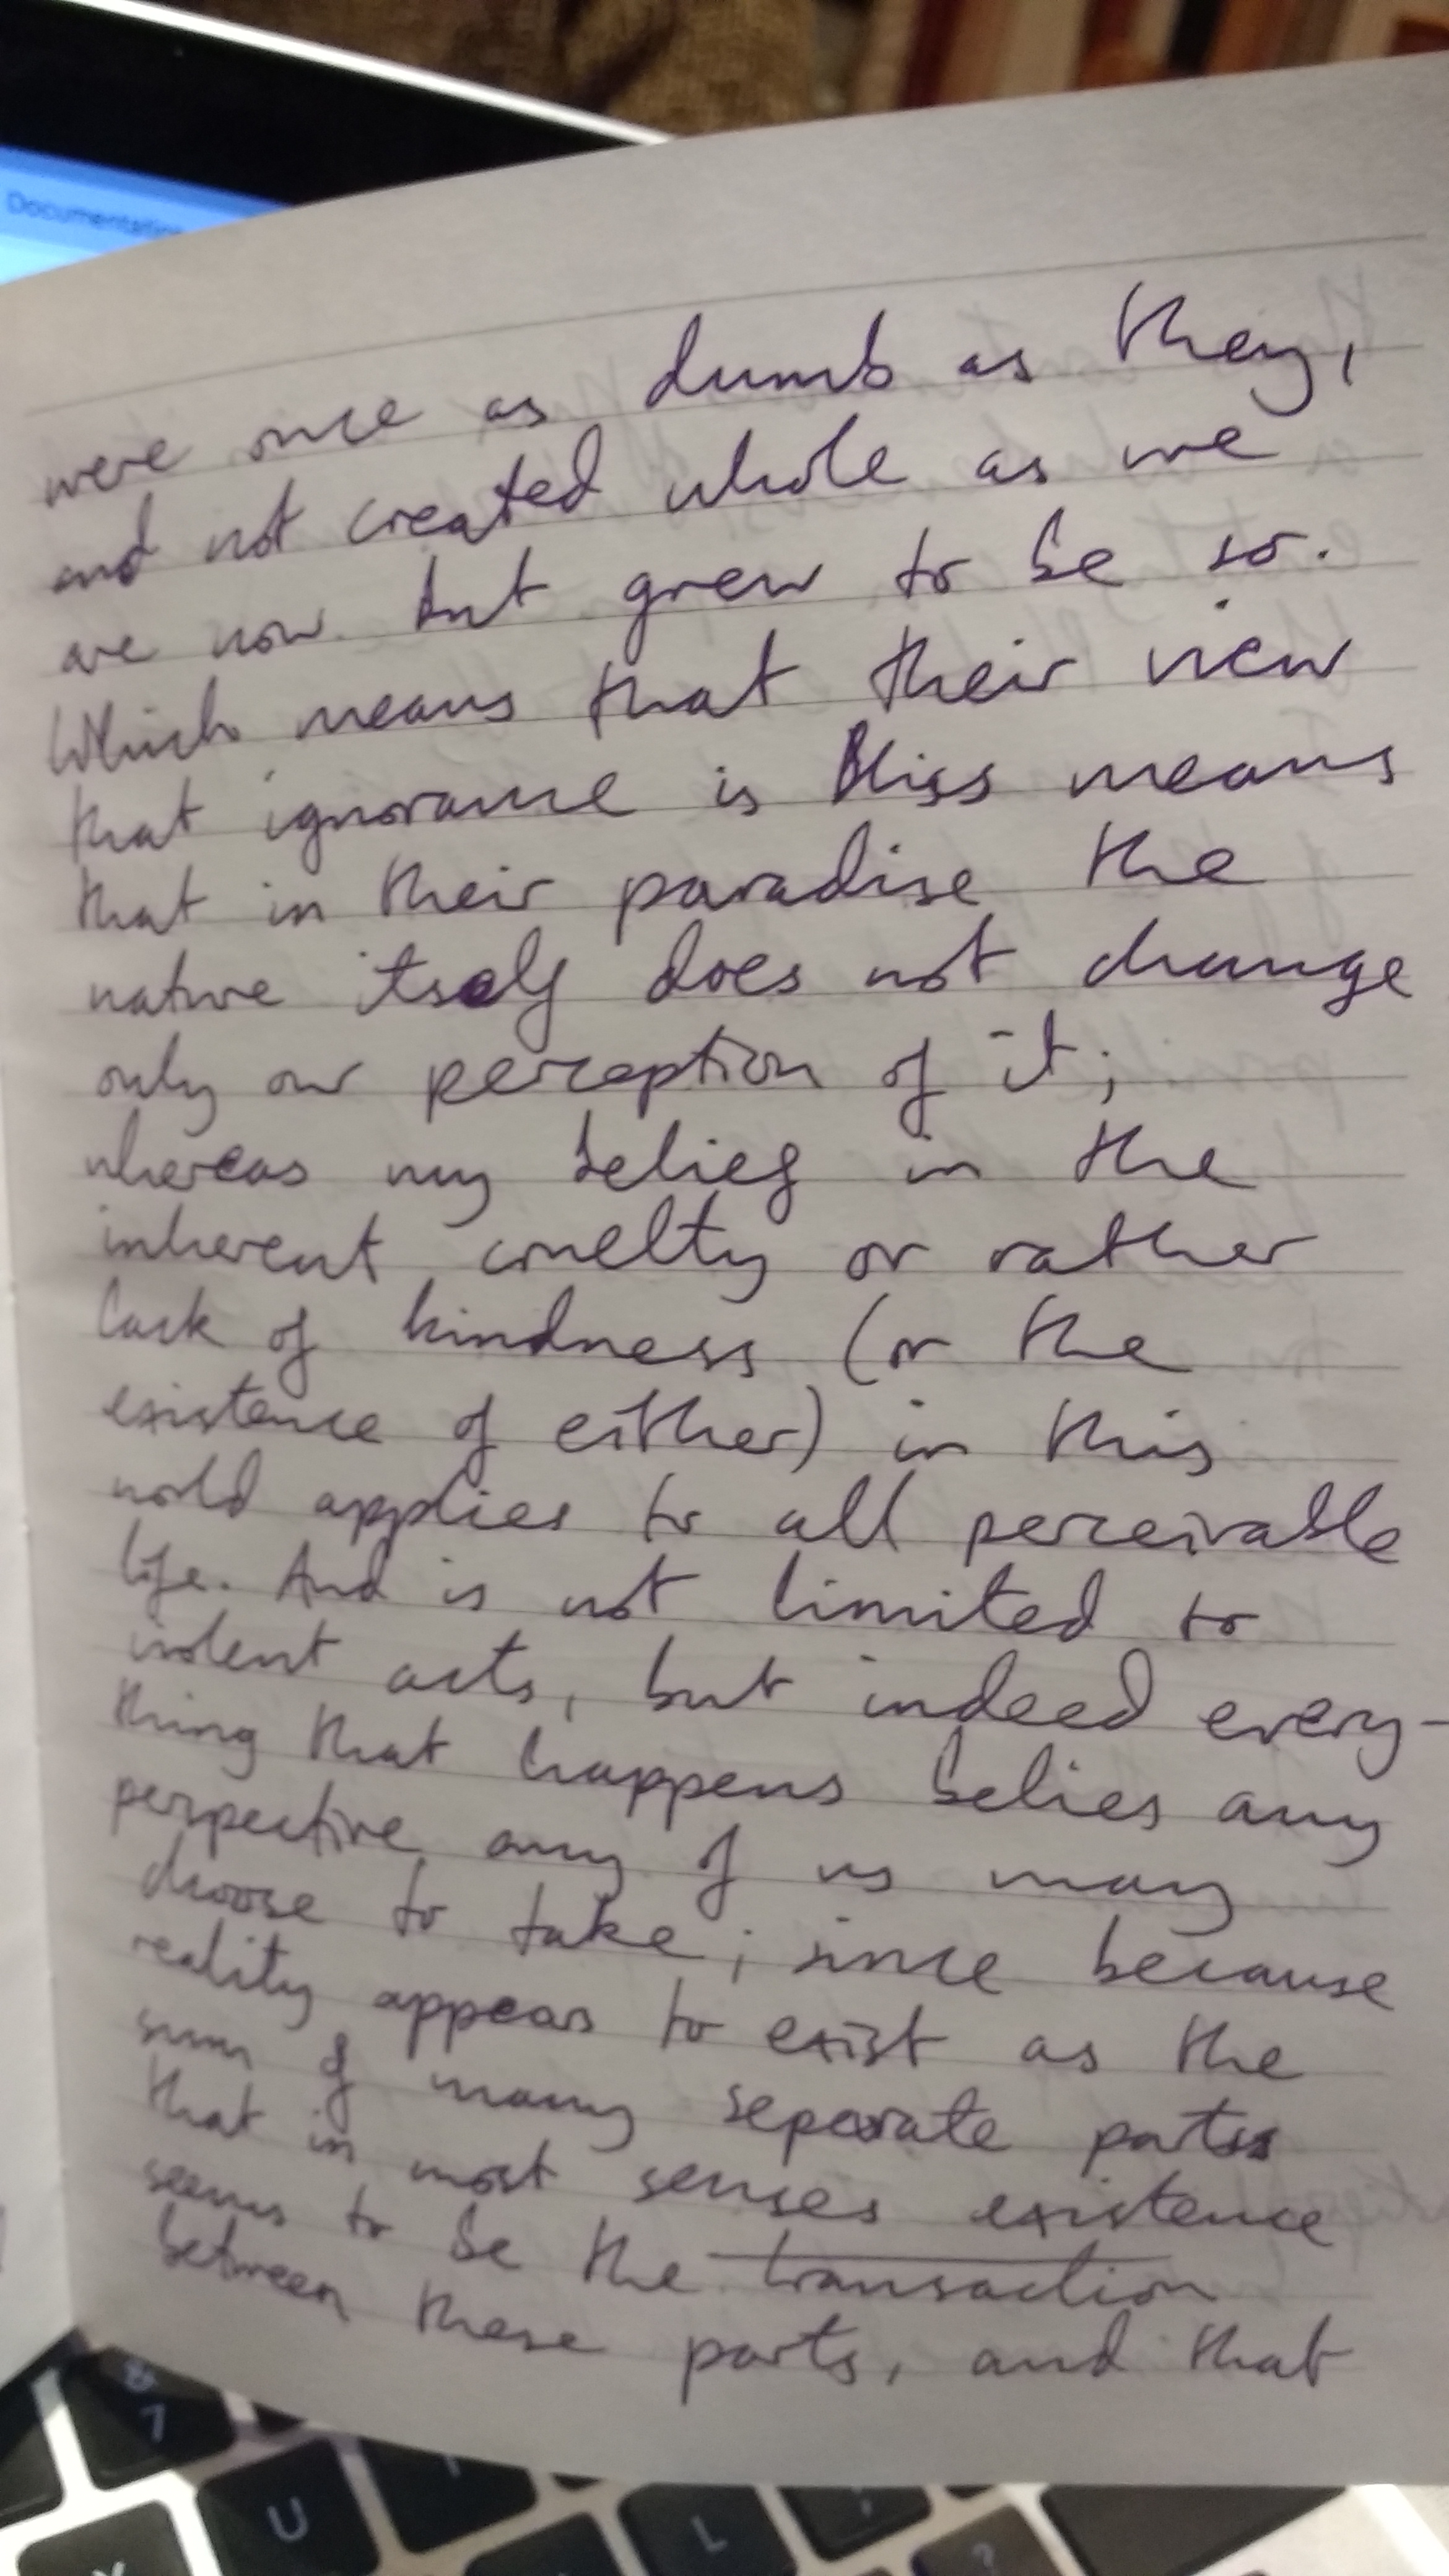 Documentation
were once as dumb as they,
and not created whole as we
are now but grew to be so.
Which means that their view
that ignorance is bliss means
that in their paradise the
nature itself does not change
only our perception of it;
whereas my belief in the
inherent cruelty or rather
lack of kindness (or the
existence of either) in this
world applies to all perceivable
life. And is not limited to
violent acts, but indeed every-
thing that happens belies any
perspective any of us may
choose to take; since because
reality appears to exist as the
sum of many separate parts
that in most senses existence
seems to be the transaction
between these parts, and that
&
7
U
L
?